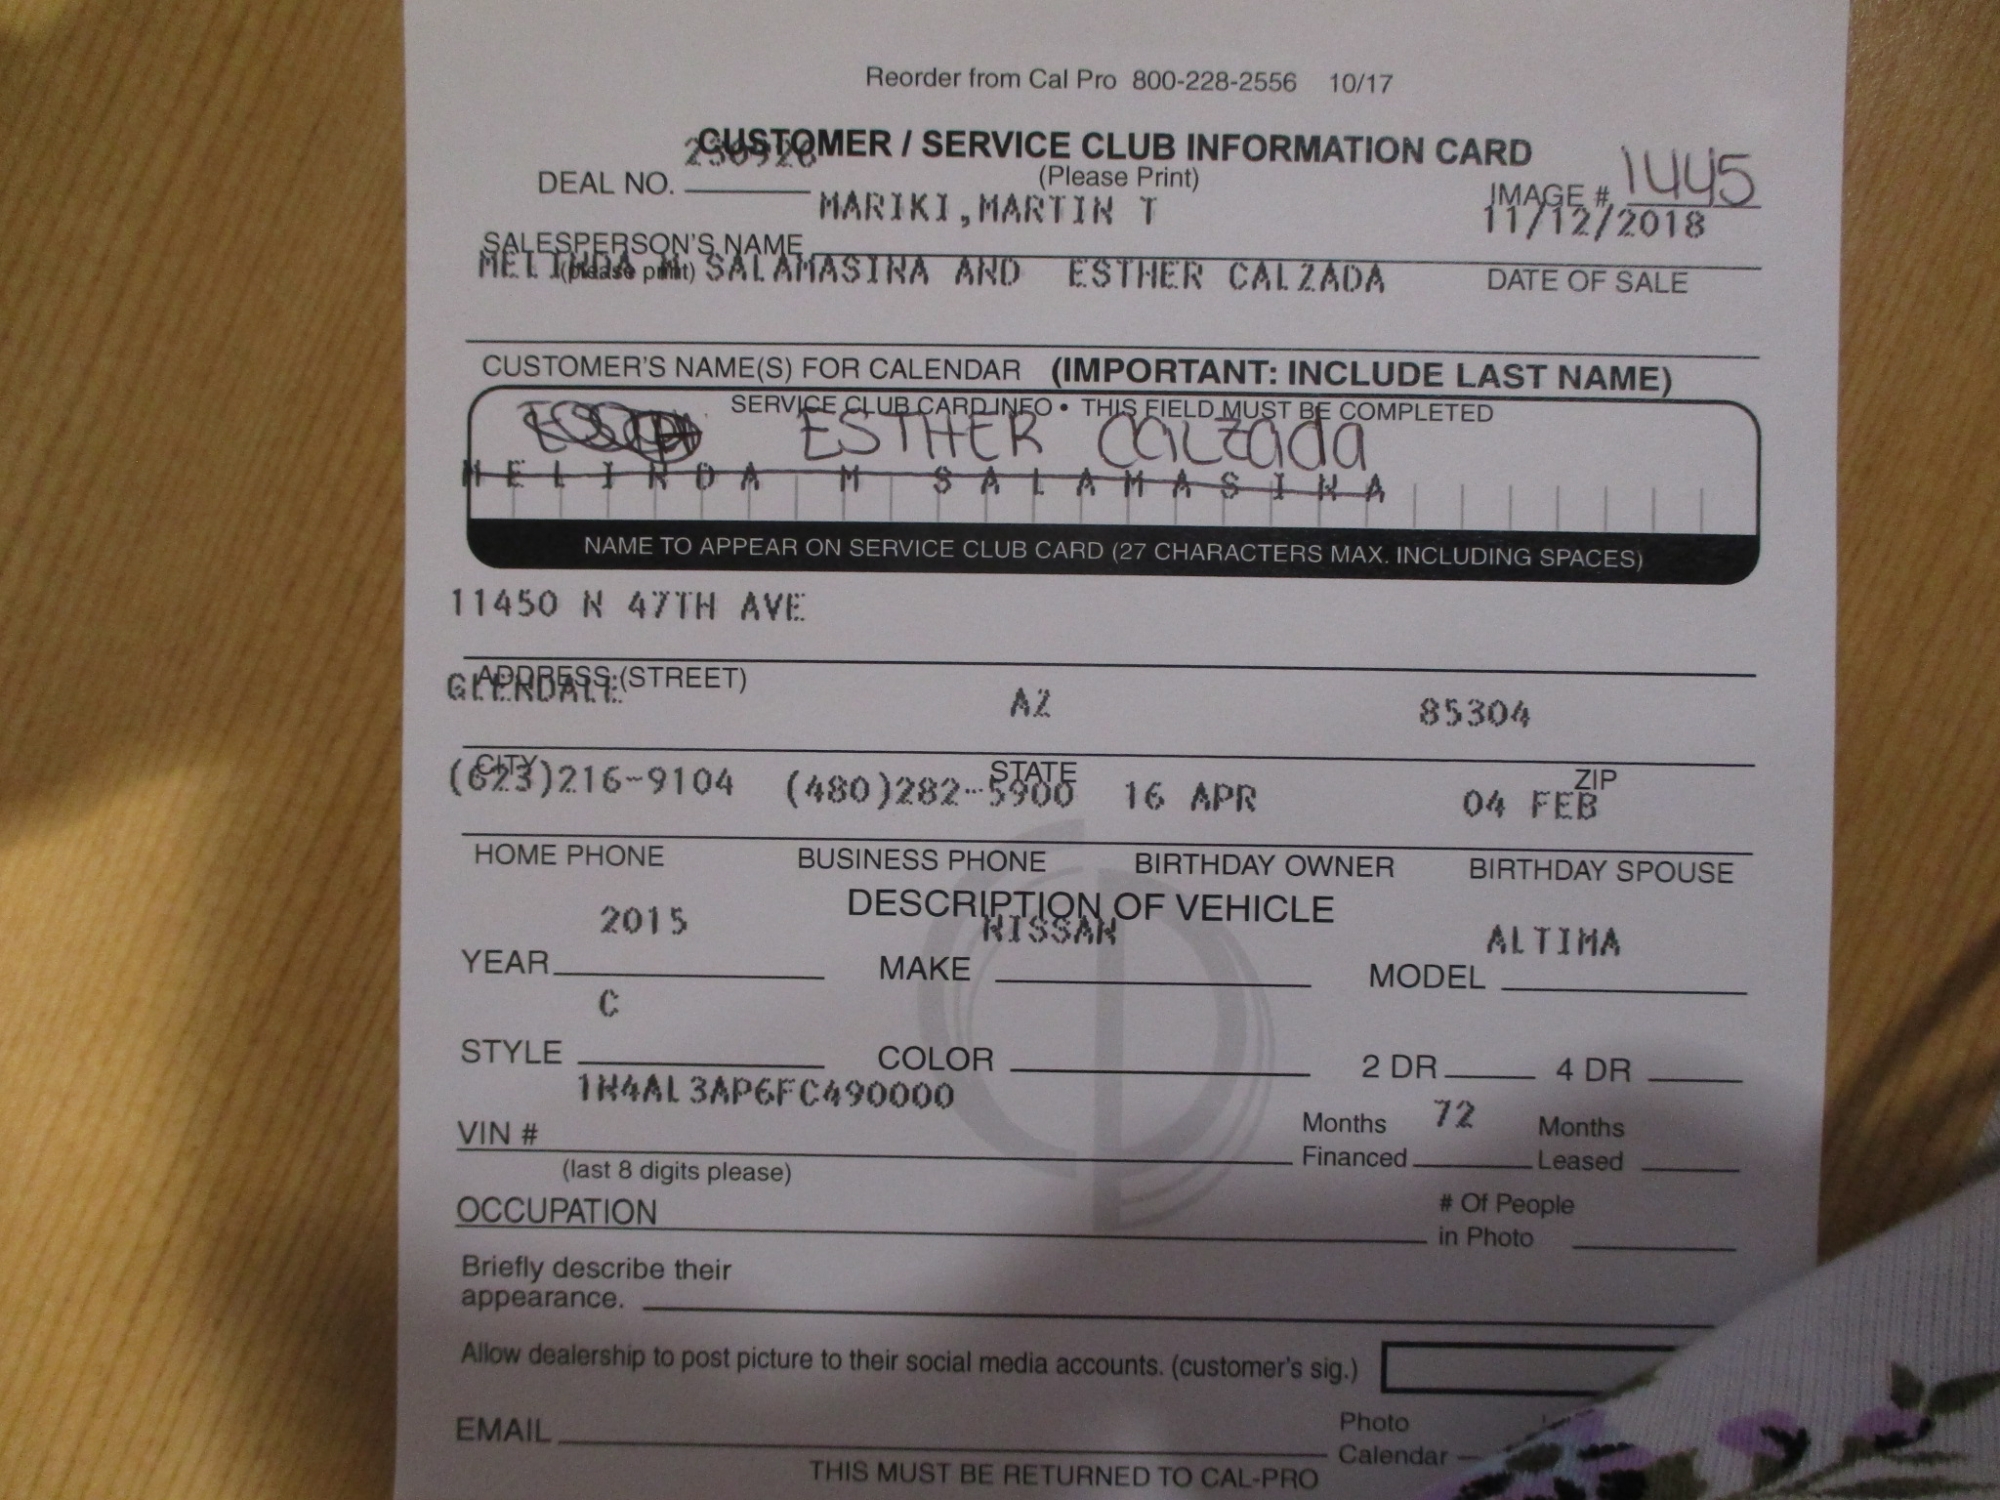 Reorder from Cal Pro 800-228-2556 10/17
CUSTOMER / SERVICE CLUB INFORMATION CARD
(Please Print)
DEAL NO.
IMAGE # 1445
MARIKI,MARTIN T
11/12/2018
SALESPERSON'S NAME
(please print)
MELINDA M SALAMASINA AND ESTHER CALZADA
DATE OF SALE
CUSTOMER'S NAME(S) FOR CALENDAR (IMPORTANT: INCLUDE LAST NAME)
SERVICE CLUB CARD INFO • THIS FIELD MUST BE COMPLETED
ESTHER Calzada
MELINDA M SALAMASINA
NAME TO APPEAR ON SERVICE CLUB CARD (27 CHARACTERS MAX. INCLUDING SPACES)
11450 N 47TH AVE
ADDRESS (STREET)
GLENDALE AZ 85304
CITY STATE ZIP
(623)216-9104 (480)282-5900 16 APR 04 FEB
HOME PHONE BUSINESS PHONE BIRTHDAY OWNER BIRTHDAY SPOUSE
DESCRIPTION OF VEHICLE
2015 NISSAN ALTIMA
YEAR MAKE MODEL
C
STYLE COLOR 2 DR 4 DR
1N4AL3AP6FC490000
VIN # Months Financed 72 Months Leased
(last 8 digits please)
OCCUPATION # Of People in Photo
Briefly describe their
appearance.
Allow dealership to post picture to their social media accounts. (customer's sig.)
EMAIL Photo Calendar
THIS MUST BE RETURNED TO CAL-PRO